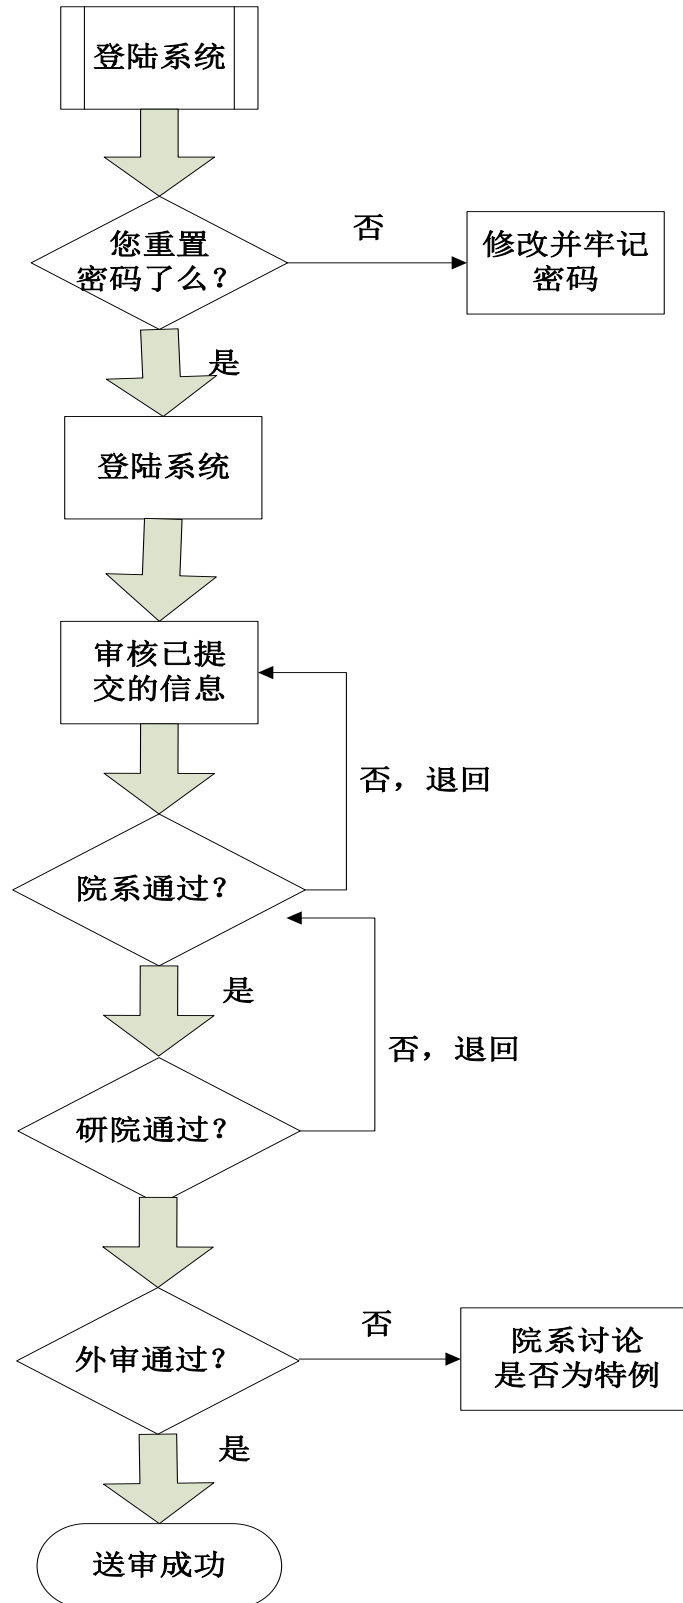 登陆系统
您重置
密码了么？
否
修改并牢记
密码
是
登陆系统
审核已提
交的信息
否，退回
院系通过？
是
否，退回
研院通过？
否
外审通过？
院系讨论
是否为特例
是
送审成功